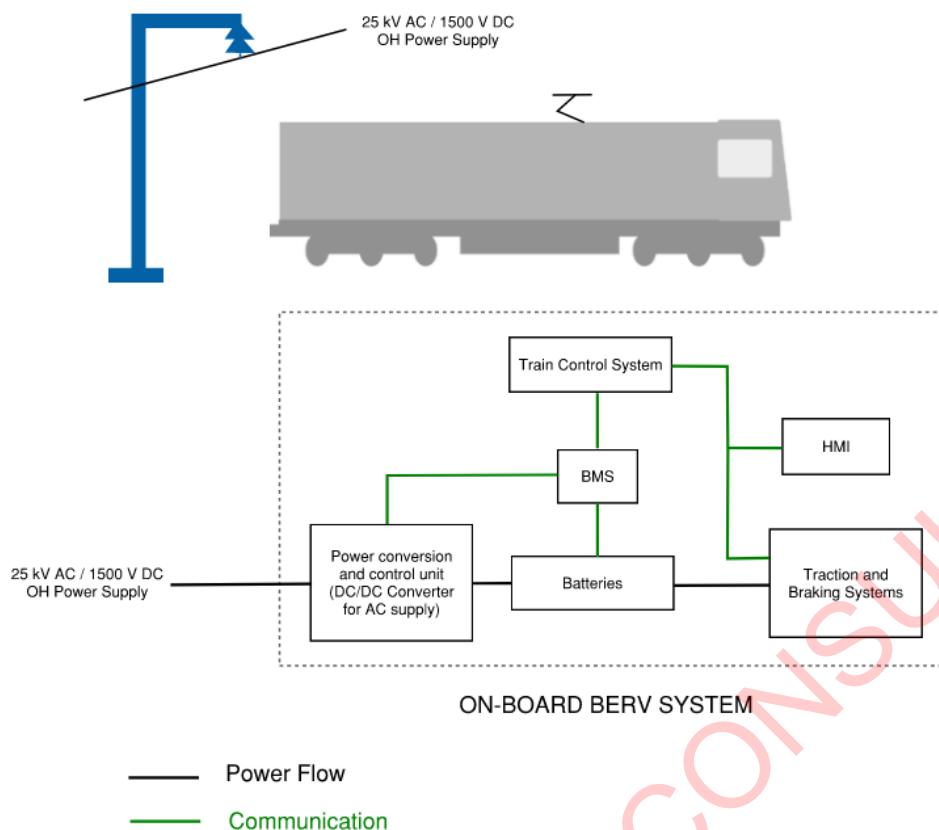 25 kV AC / 1500 V DC
OH Power Supply
Train Control System
HMI
BMS
Power conversion
and control unit
(DC/DC Converter
for AC supply)
Batteries
Traction and
Braking Systems
25 kV AC / 1500 V DC
OH Power Supply
ON-BOARD BERV SYSTEM
Power Flow
Communication